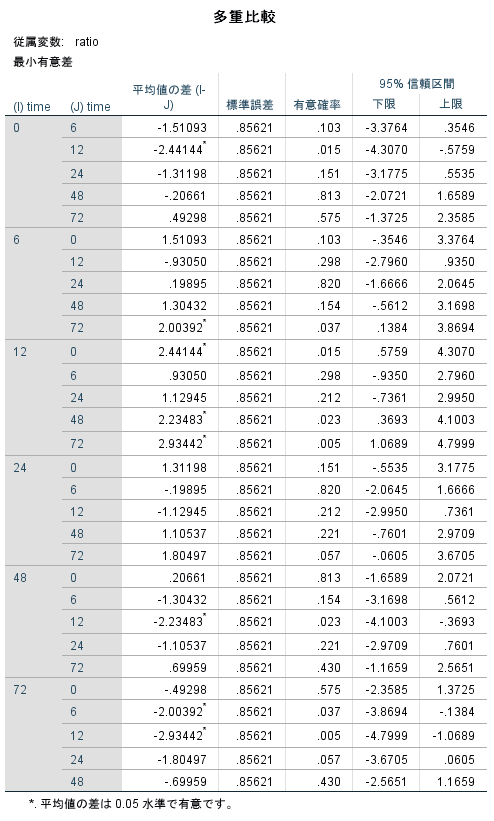 多重比較
従属変数: ratio
最小有意差
95% 信頼区間
(I) time (J) time 平均値の差 (I-J) 標準誤差 有意確率 下限 上限
0 6 -1.51093 .85621 .103 -3.3764 .3546
12 -2.44144* .85621 .015 -4.3070 -.5759
24 -1.31198 .85621 .151 -3.1775 .5535
48 -.20661 .85621 .813 -2.0721 1.6589
72 .49298 .85621 .575 -1.3725 2.3585
6 0 1.51093 .85621 .103 -.3546 3.3764
12 -.93050 .85621 .298 -2.7960 .9350
24 .19895 .85621 .820 -1.6666 2.0645
48 1.30432 .85621 .154 -.5612 3.1698
72 2.00392* .85621 .037 .1384 3.8694
12 0 2.44144* .85621 .015 .5759 4.3070
6 .93050 .85621 .298 -.9350 2.7960
24 1.12945 .85621 .212 -.7361 2.9950
48 2.23483* .85621 .023 .3693 4.1003
72 2.93442* .85621 .005 1.0689 4.7999
24 0 1.31198 .85621 .151 -.5535 3.1775
6 -.19895 .85621 .820 -2.0645 1.6666
12 -1.12945 .85621 .212 -2.9950 .7361
48 1.10537 .85621 .221 -.7601 2.9709
72 1.80497 .85621 .057 -.0605 3.6705
48 0 .20661 .85621 .813 -1.6589 2.0721
6 -1.30432 .85621 .154 -3.1698 .5612
12 -2.23483* .85621 .023 -4.1003 -.3693
24 -1.10537 .85621 .221 -2.9709 .7601
72 .69959 .85621 .430 -1.1659 2.5651
72 0 -.49298 .85621 .575 -2.3585 1.3725
6 -2.00392* .85621 .037 -3.8694 -.1384
12 -2.93442* .85621 .005 -4.7999 -1.0689
24 -1.80497 .85621 .057 -3.6705 .0605
48 -.69959 .85621 .430 -2.5651 1.1659
*. 平均値の差は 0.05 水準で有意です。